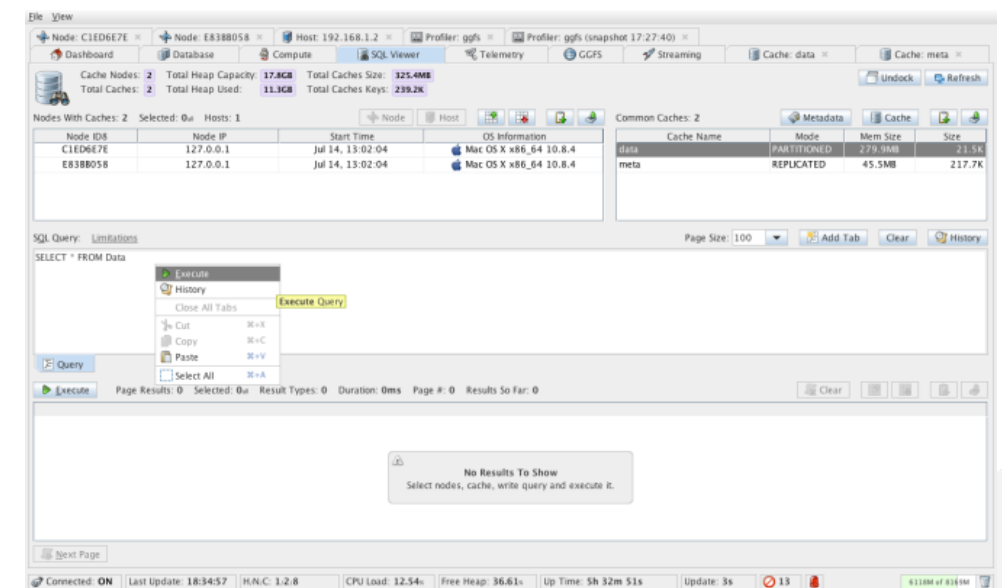 File View
Node: C1ED6E7E × Node: E83BB058 × Host: 192.168.1.2 × Profiler: ggfs × Profiler: ggfs (snapshot 17:27:40) ×
Dashboard Database Compute SQL Viewer Telemetry GGFS Streaming Cache: data × Cache: meta ×
Cache Nodes: 2 Total Heap Capacity: 17.8GB Total Caches Size: 325.4MB Undock Refresh
Total Caches: 2 Total Heap Used: 11.3GB Total Caches Keys: 239.2K
Nodes With Caches: 2 Selected: 0 Hosts: 1 Node Host Common Caches: 2 Metadata Cache
Node ID8 Node IP Start Time OS Information Cache Name Mode Mem Size Size
C1ED6E7E 127.0.0.1 Jul 14, 13:02:04 Mac OS X x86_64 10.8.4 data PARTITIONED 279.9MB 21.5K
E83BB058 127.0.0.1 Jul 14, 13:02:04 Mac OS X x86_64 10.8.4 meta REPLICATED 45.5MB 217.7K
SQL Query: Limitations Page Size: 100 Add Tab Clear History
SELECT * FROM Data
Execute
History
Execute Query
Close All Tabs
Cut ⌘+X
Copy ⌘+C
Paste ⌘+V
Select All ⌘+A
Query
Execute Page Results: 0 Selected: 0 Result Types: 0 Duration: 0ms Page #: 0 Results So Far: 0 Clear
No Results To Show
Select nodes, cache, write query and execute it.
Next Page
Connected: ON Last Update: 18:34:57 H/N/C: 1/2/8 CPU Load: 12.54% Free Heap: 36.61% Up Time: 5h 32m 51s Update: 3s 13